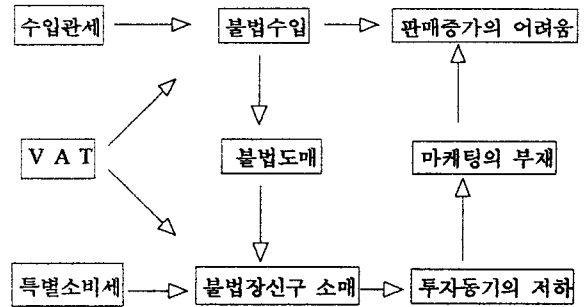 수입관세
불법수입
판매증가의 어려움
V A T
불법도매
마케팅의 부재
특별소비세
불법장신구 소매
투자동기의 저하